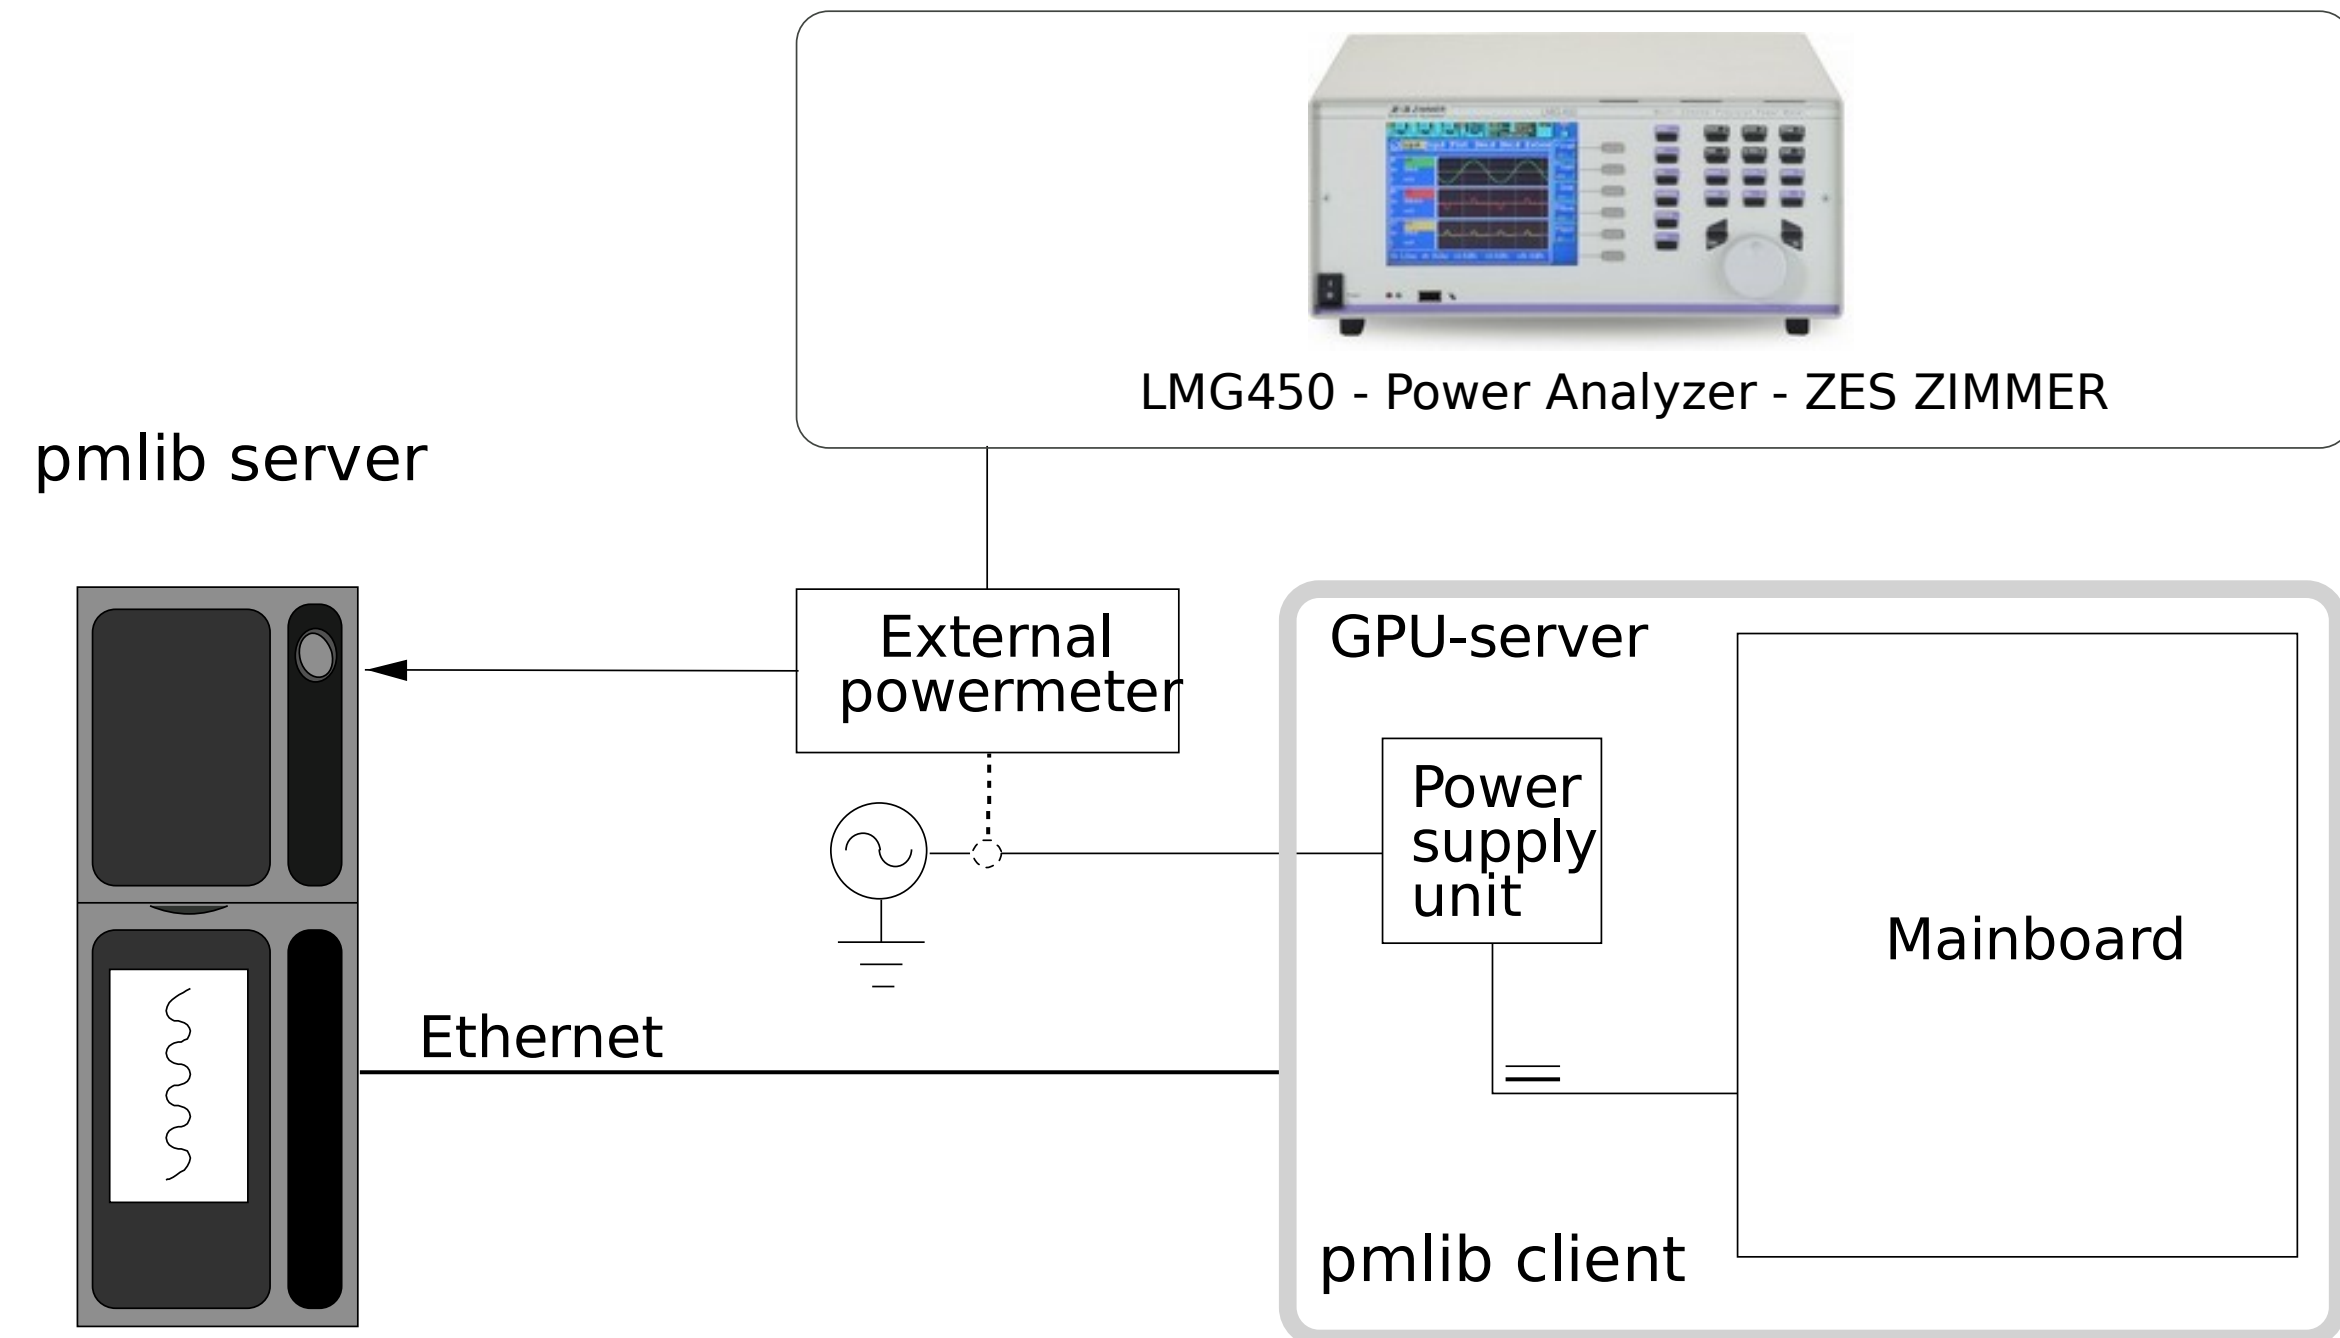 LMG450 - Power Analyzer - ZES ZIMMER
pmlib server
External
powermeter
GPU-server
Power
supply
unit
Mainboard
Ethernet
pmlib client